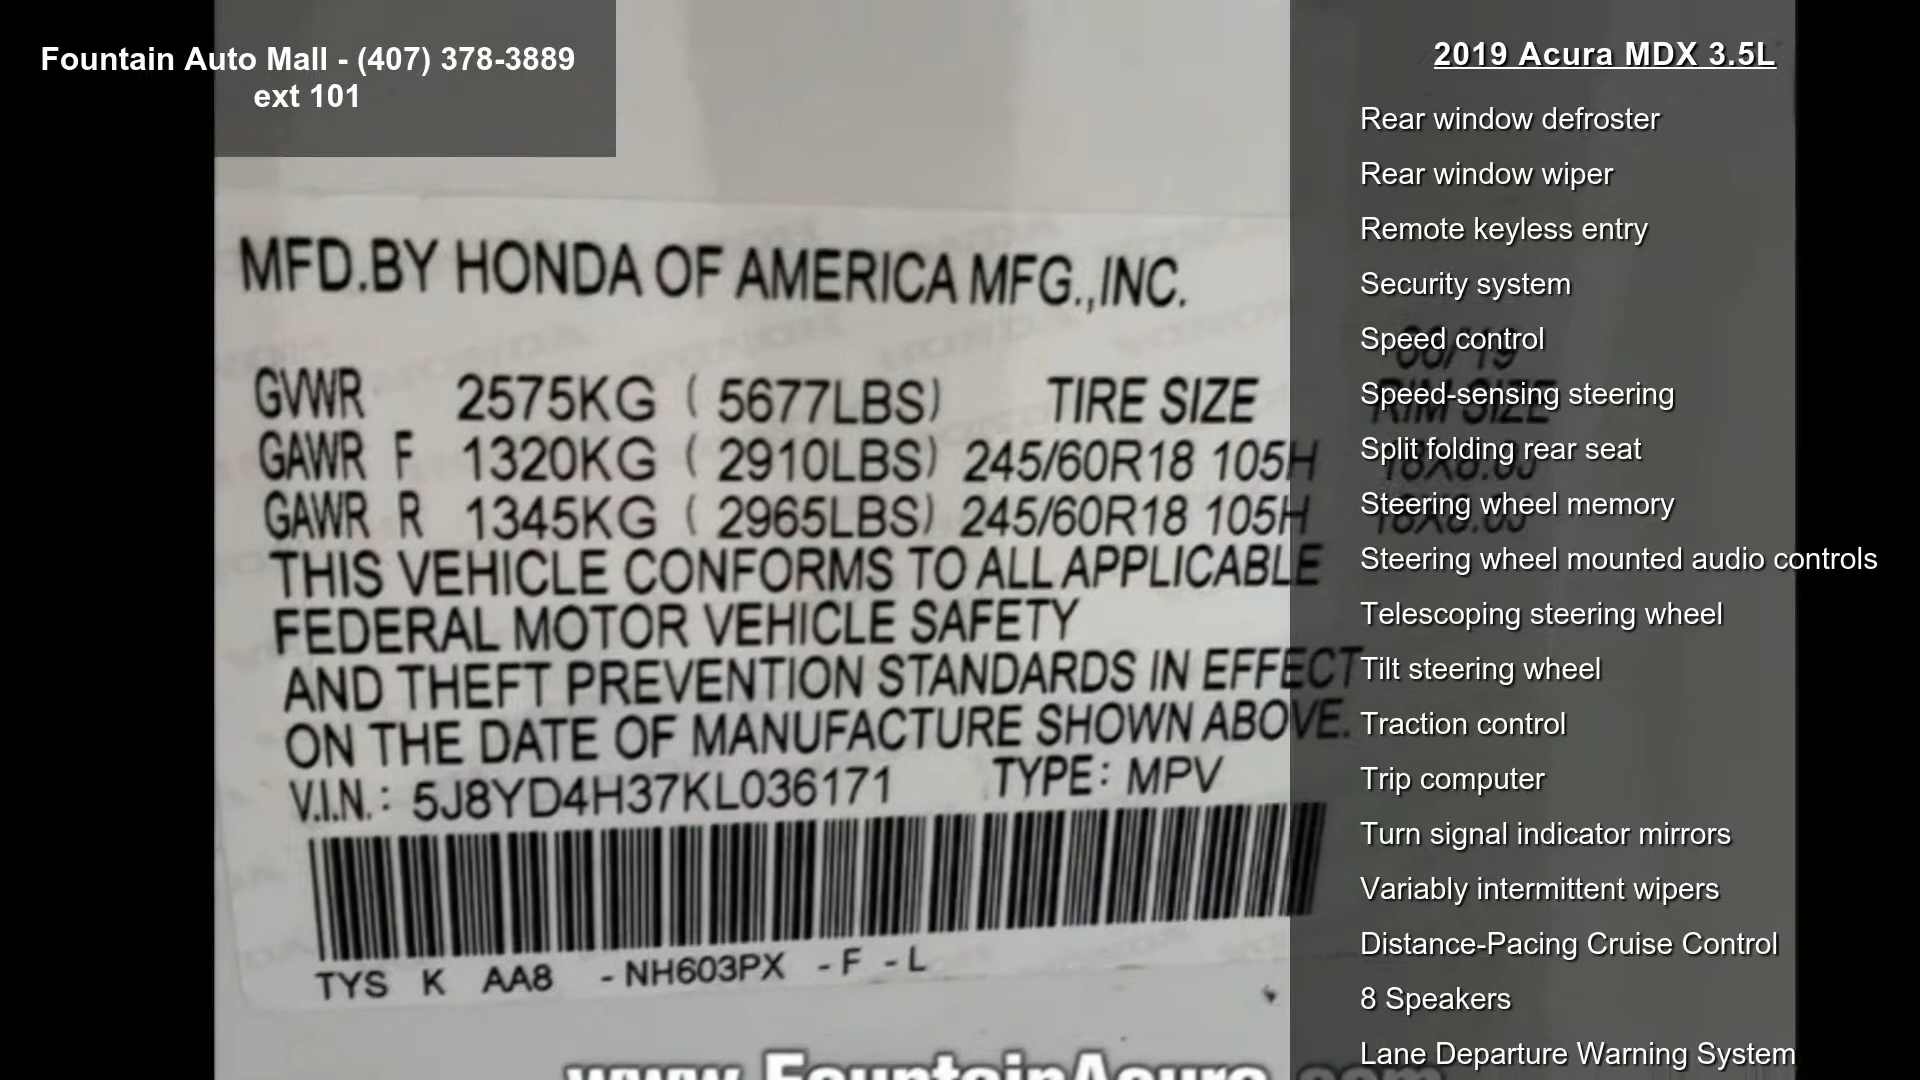 Fountain Auto Mall - (407) 378-3889
ext 101
2019 Acura MDX 3.5L
Rear window defroster
Rear window wiper
Remote keyless entry
Security system
Speed control
Speed-sensing steering
Split folding rear seat
Steering wheel memory
Steering wheel mounted audio controls
Telescoping steering wheel
Tilt steering wheel
Traction control
Trip computer
Turn signal indicator mirrors
Variably intermittent wipers
Distance-Pacing Cruise Control
8 Speakers
Lane Departure Warning System
MFD.BY HONDA OF AMERICA MFG.,INC.
GVWR 2575KG ( 5677LBS) TIRE SIZE RIM SIZE
GAWR F 1320KG ( 2910LBS) 245/60R18 105H
GAWR R 1345KG ( 2965LBS) 245/60R18 105H
THIS VEHICLE CONFORMS TO ALL APPLICABLE
FEDERAL MOTOR VEHICLE SAFETY
AND THEFT PREVENTION STANDARDS IN EFFECT
ON THE DATE OF MANUFACTURE SHOWN ABOVE.
V.I.N.: 5J8YD4H37KL036171 TYPE: MPV
TYS K AA8 - NH603PX - F - L
www.FountainAcura.com